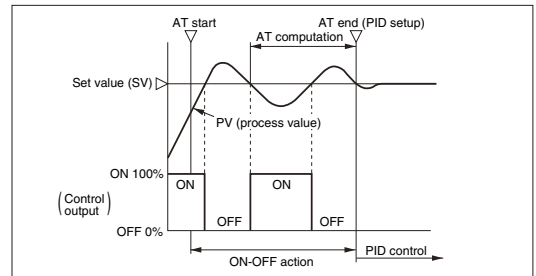 AT start
AT end (PID setup)
AT computation
Set value (SV)
PV (process value)
ON 100%
ON
ON
(Control
output)
OFF
OFF
OFF 0%
PID control
ON-OFF action